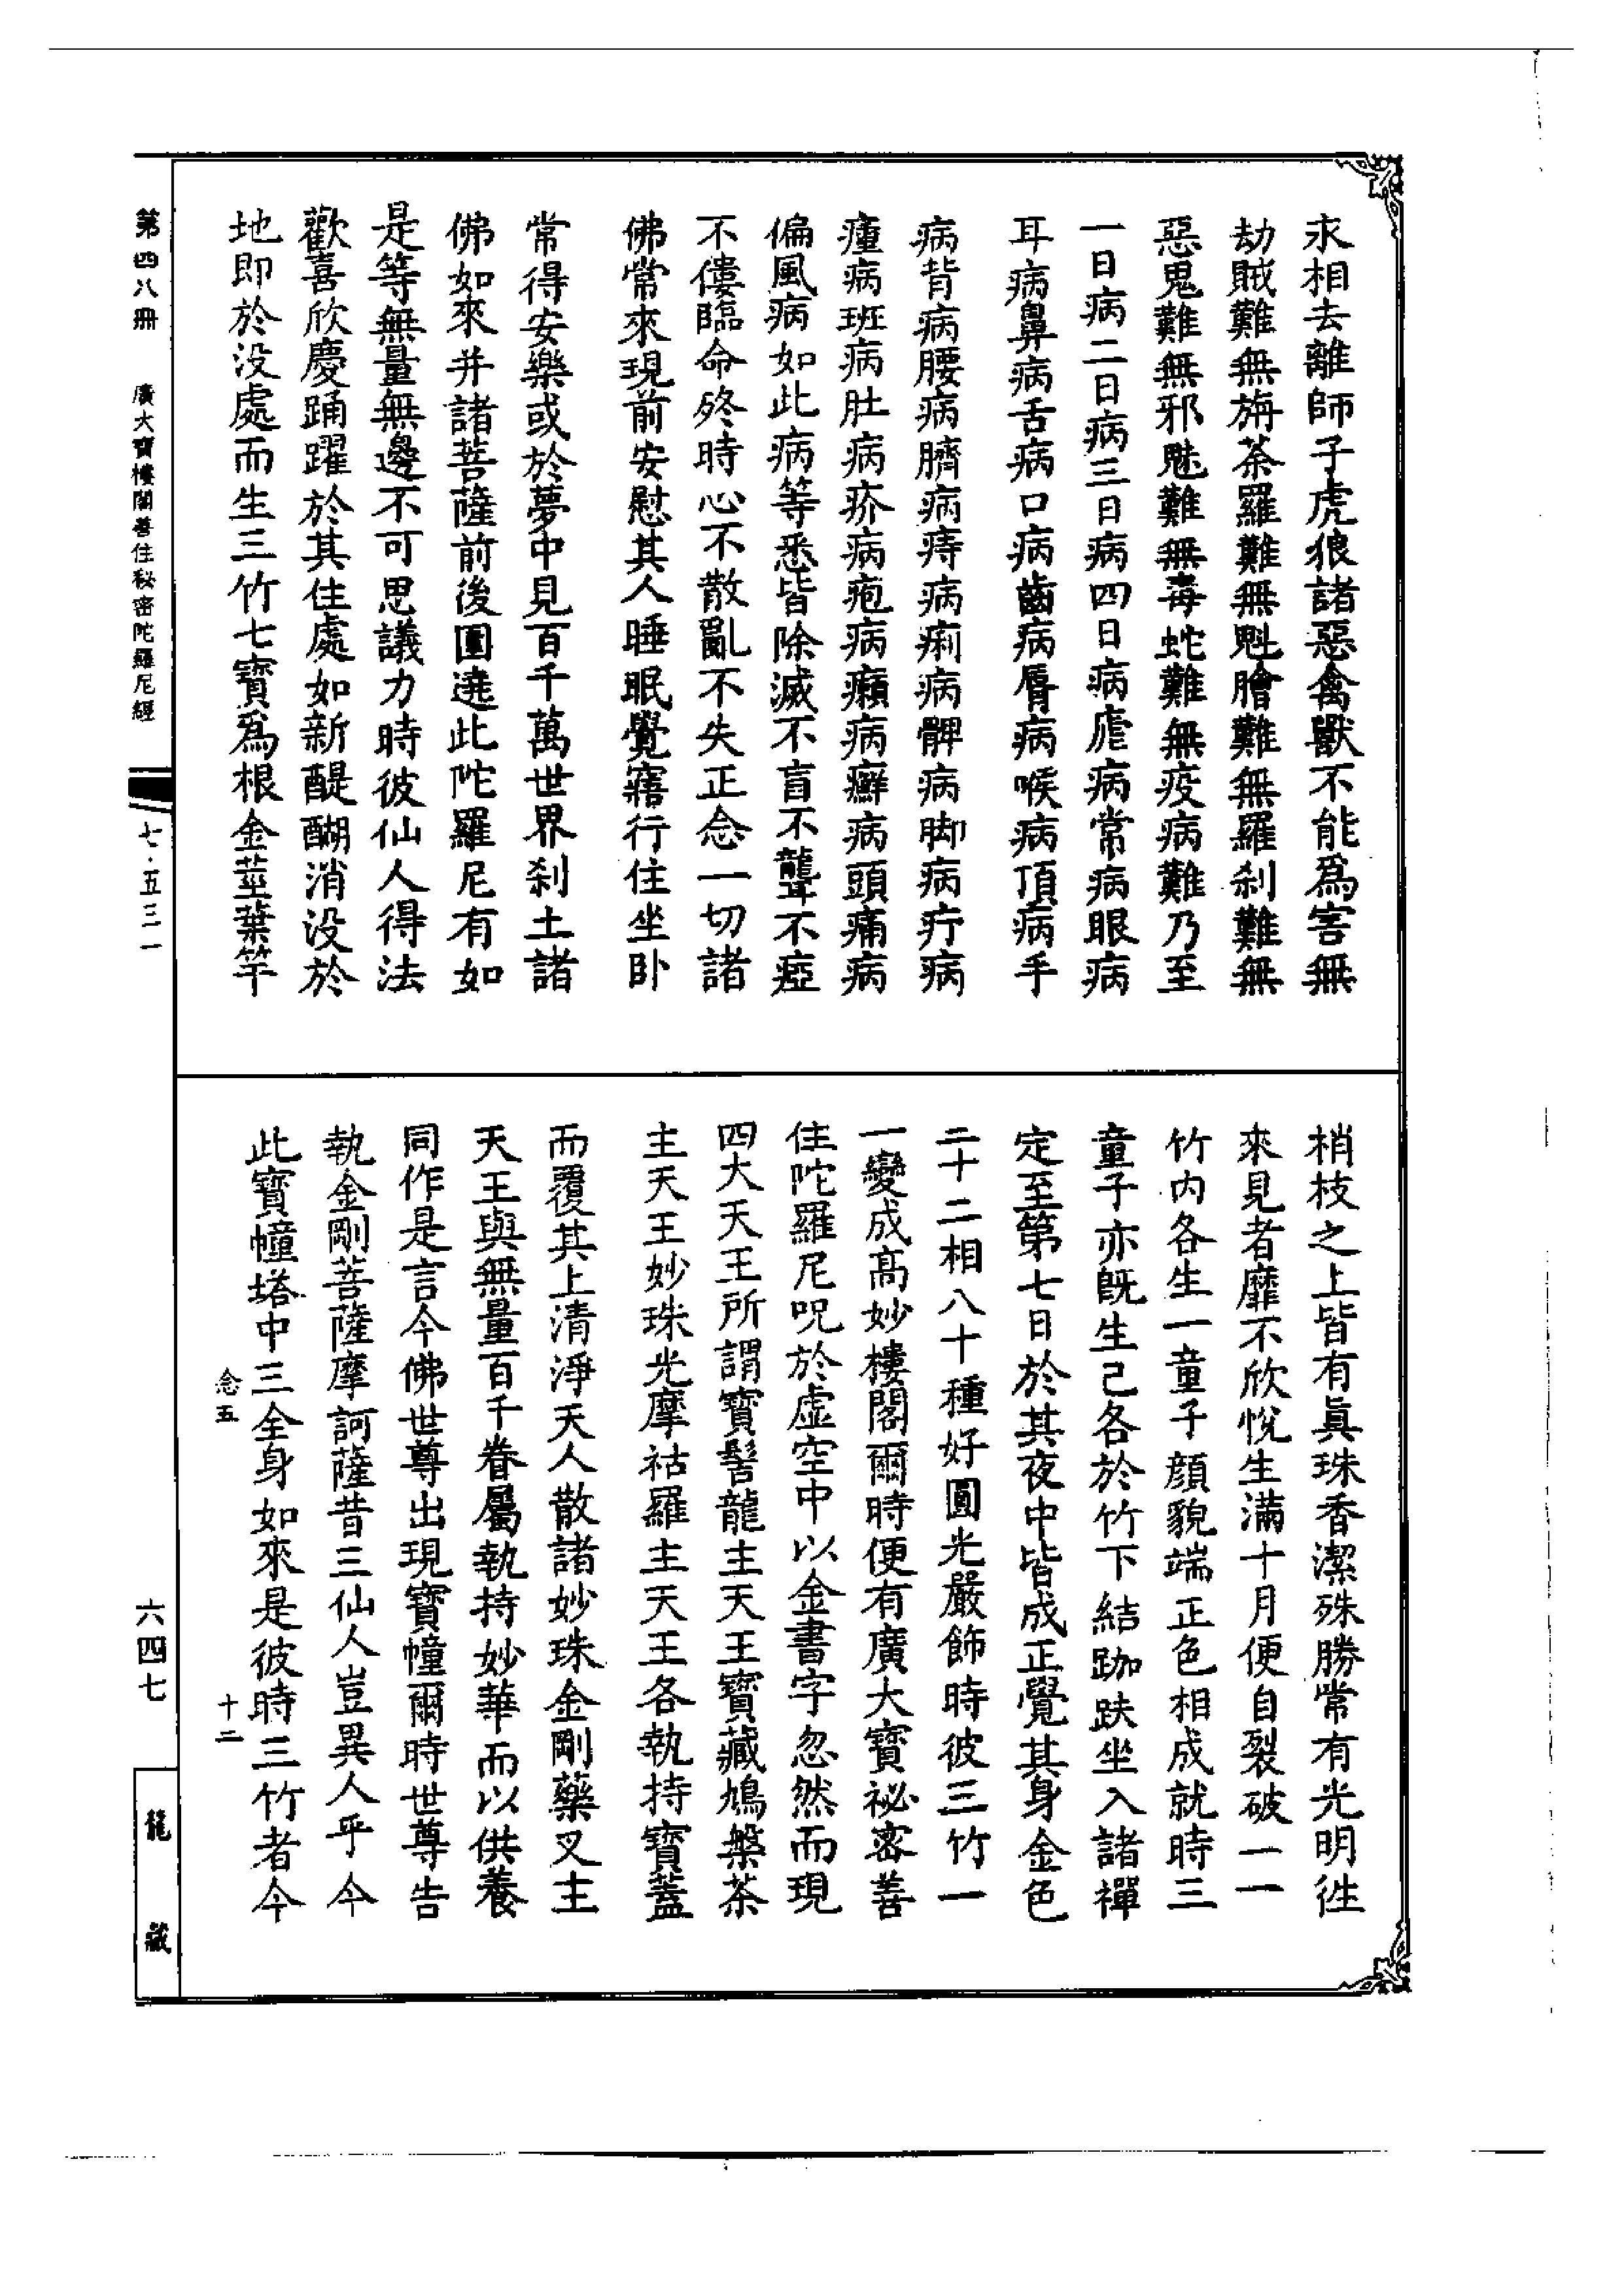 永相去離師子虎狼諸惡禽獸不能爲害無
劫賊難無旃茶羅難無魁膾難無羅刹難無
惡鬼難無邪魅難無毒蛇難無疫病難乃至
一日病二日病三日病四日病瘧病常病眼病
耳病鼻病舌病口病齒病脣病喉病頂病手
病背病腰病臍病痔病痢病髀病脚病疔病
瘇病班病肚病疥病疱病癩病癬病頭痛病
偏風病如此病等悉皆除滅不盲不聾不瘂
不僂臨命終時心不散亂不失正念一切諸
佛常來現前安慰其人睡眠覺寤行住坐卧
常得安樂或於夢中見百千萬世界刹土諸
佛如來并諸菩薩前後圍遶此陀羅尼有如
是等無量無邊不可思議力時彼仙人得法
歡喜欣慶踊躍於其住處如新醍醐消没於
地即於没處而生三竹七寶爲根金莖葉竿
梢枝之上皆有眞珠香潔殊勝常有光明徃
來見者靡不欣悅生滿十月便自裂破一一
竹内各生一童子顔貌端正色相成就時三
童子亦旣生已各於竹下結跏趺坐入諸禪
定至第七日於其夜中皆成正覺其身金色
三十二相八十種好圓光嚴飾時彼三竹一
一變成高妙樓閣爾時便有廣大寶祕密善
住陀羅尼呪於虚空中以金書字忽然而現
四大天王所謂寶髻龍主天王寶藏鳩槃茶
主天王妙珠光摩祜羅主天王各執持寶蓋
而覆其上清淨天人散諸妙珠金剛藥叉主
天王與無量百千眷屬執持妙華而以供養
同作是言今佛世尊出現寶幢爾時世尊告
執金剛菩薩摩訶薩昔三仙人豈異人乎今
此寶幢塔中三全身如來是彼時三竹者今
念五
十二
第四八冊
廣大寶樓閣善住秘密陀羅尼經
七·五三一
六四七
龍藏